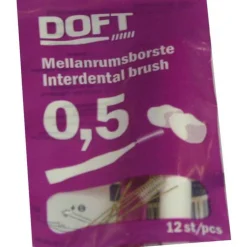 DOFT
Mellanrumsborste
Interdental brush
0,5
12 st/pcs